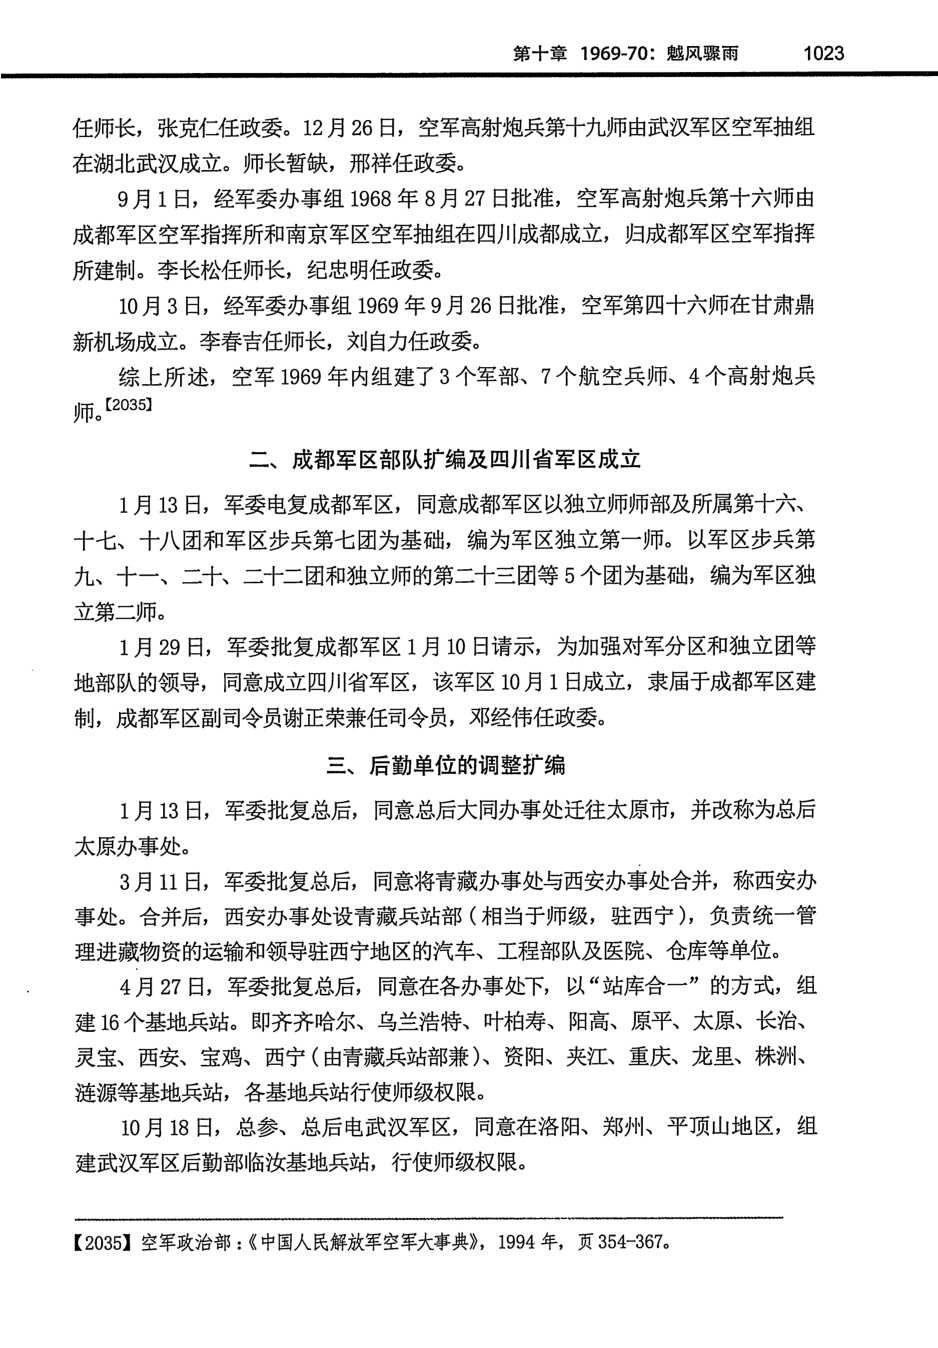 第十章 1969-70：魆风骤雨 1023
任师长，张克仁任政委。12月26日，空军高射炮兵第十九师由武汉军区空军抽组
在湖北武汉成立。师长暂缺，邢祥任政委。
9月1日，经军委办事组1968年8月27日批准，空军高射炮兵第十六师由
成都军区空军指挥所和南京军区空军抽组在四川成都成立，归成都军区空军指挥
所建制。李长松任师长，纪忠明任政委。
10月3日，经军委办事组1969年9月26日批准，空军第四十六师在甘肃鼎
新机场成立。李春吉任师长，刘自力任政委。
综上所述，空军1969年内组建了3个军部、7个航空兵师、4个高射炮兵
师。【2035】
二、成都军区部队扩编及四川省军区成立
1月13日，军委电复成都军区，同意成都军区以独立师师部及所属第十六、
十七、十八团和军区步兵第七团为基础，编为军区独立第一师。以军区步兵第
九、十一、二十、二十二团和独立师的第二十三团等5个团为基础，编为军区独
立第二师。
1月29日，军委批复成都军区1月10日请示，为加强对军分区和独立团等
地部队的领导，同意成立四川省军区，该军区10月1日成立，隶届于成都军区建
制，成都军区副司令员谢正荣兼任司令员，邓经伟任政委。
三、后勤单位的调整扩编
1月13日，军委批复总后，同意总后大同办事处迁往太原市，并改称为总后
太原办事处。
3月11日，军委批复总后，同意将青藏办事处与西安办事处合并，称西安办
事处。合并后，西安办事处设青藏兵站部（相当于师级，驻西宁），负责统一管
理进藏物资的运输和领导驻西宁地区的汽车、工程部队及医院、仓库等单位。
4月27日，军委批复总后，同意在各办事处下，以“站库合一”的方式，组
建16个基地兵站。即齐齐哈尔、乌兰浩特、叶柏寿、阳高、原平、太原、长治、
灵宝、西安、宝鸡、西宁（由青藏兵站部兼）、资阳、夹江、重庆、龙里、株洲、
涟源等基地兵站，各基地兵站行使师级权限。
10月18日，总参、总后电武汉军区，同意在洛阳、郑州、平顶山地区，组
建武汉军区后勤部临汝基地兵站，行使师级权限。
【2035】空军政治部：《中国人民解放军空军大事典》，1994年，页354-367。